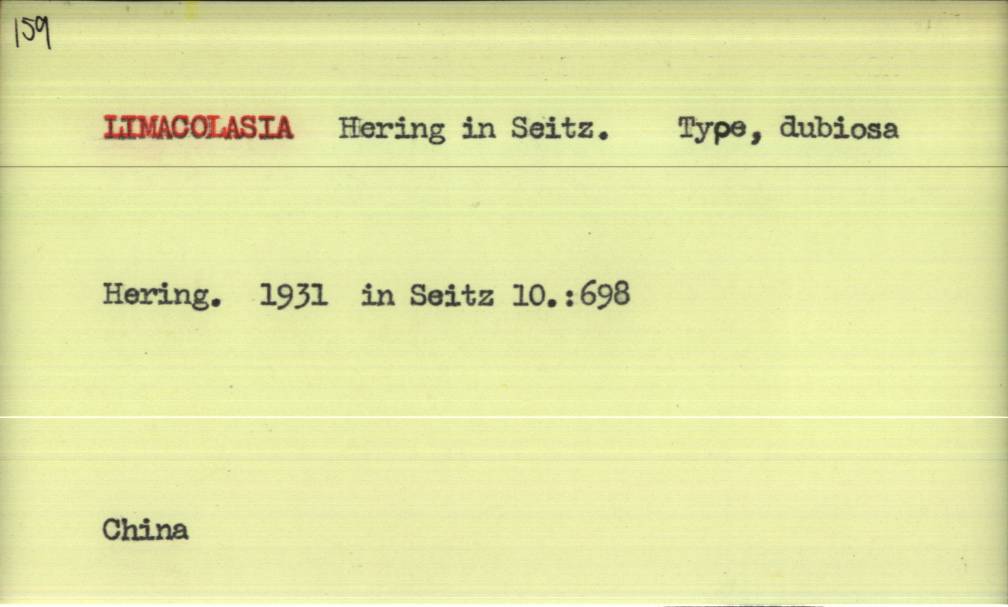 159
LIMACOLASIA Hering in Seitz. Type, dubiosa
Hering. 1931 in Seitz 10.:698
China